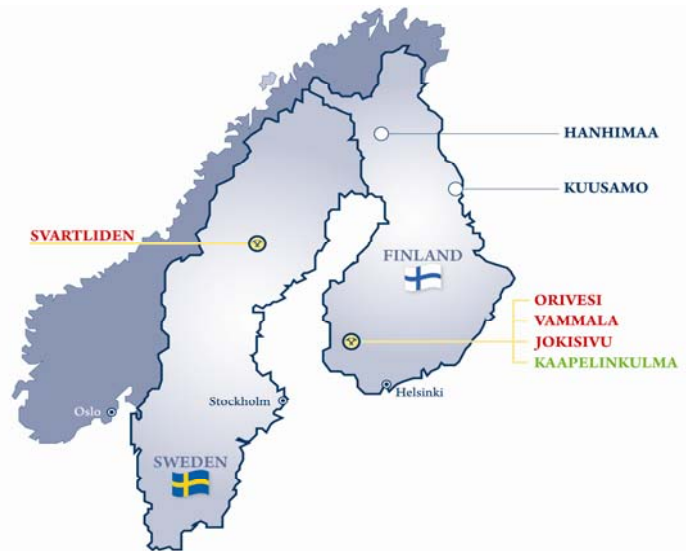 HANHIMAA
KUUSAMO
SVARTLIDEN
FINLAND
ORIVESI
VAMMALA
JOKISIVU
KAAPELINKULMA
Helsinki
Stockholm
Oslo
SWEDEN